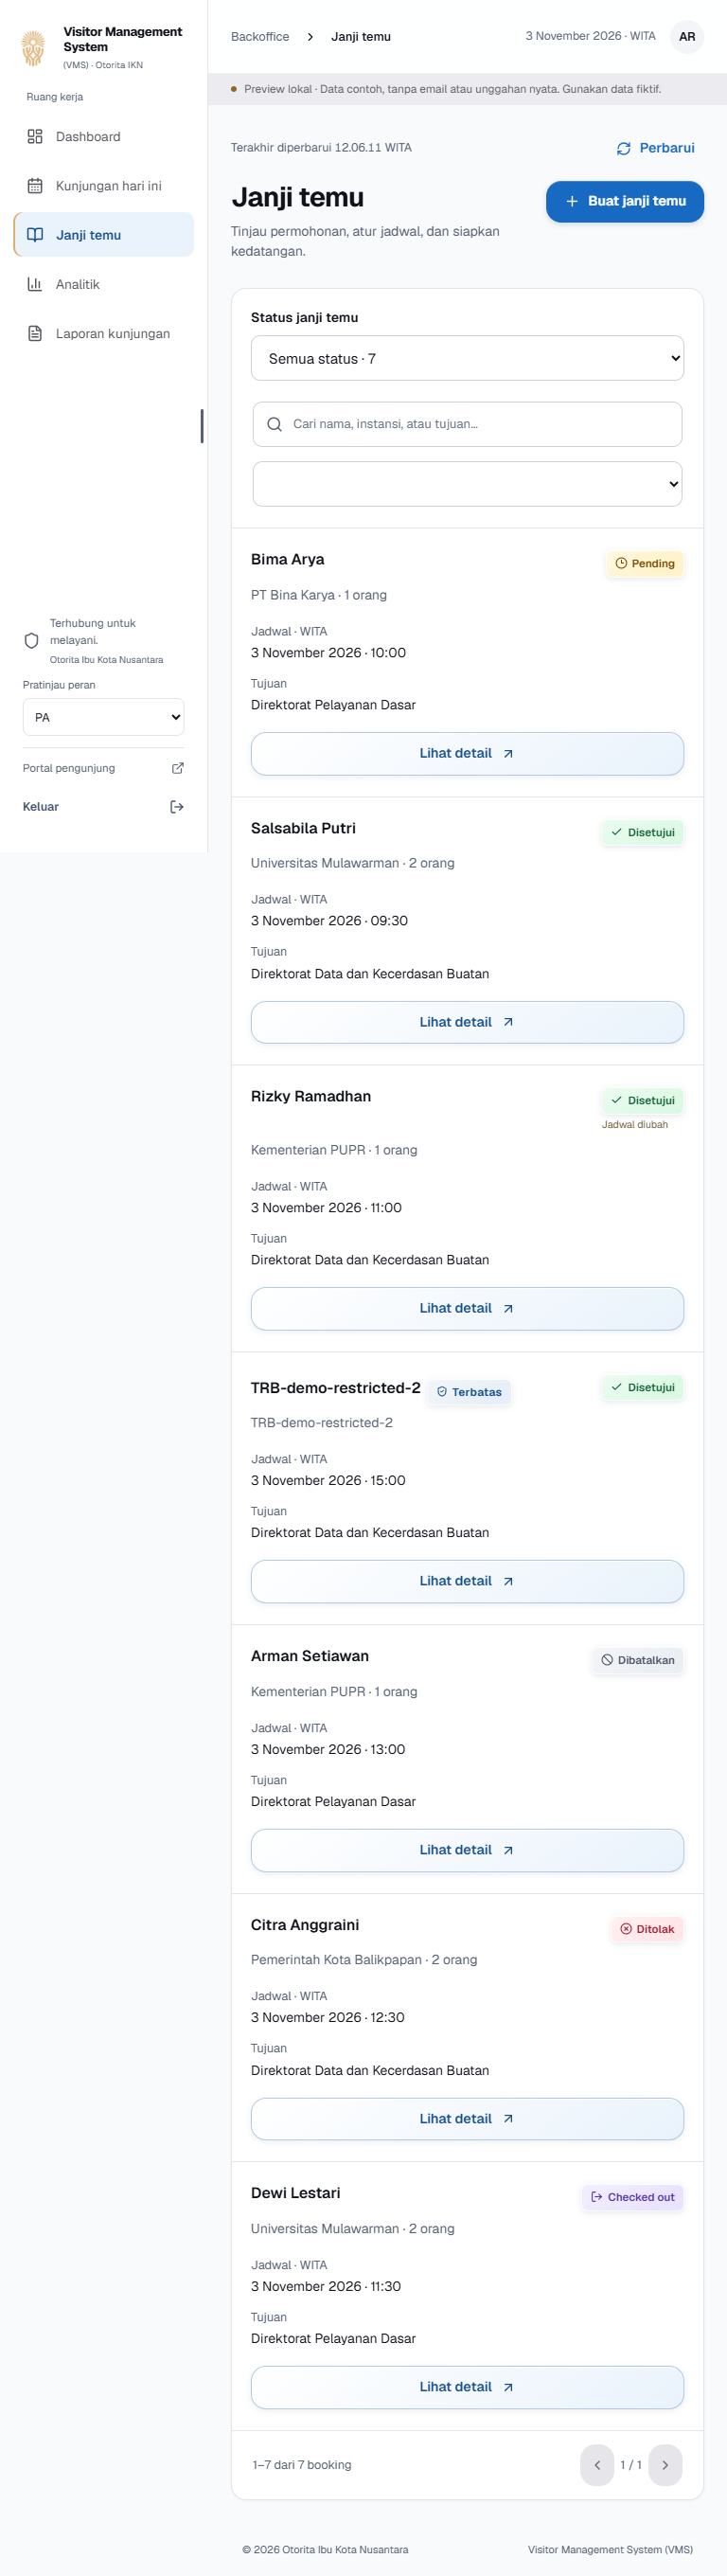 Visitor Management
System
(VMS) · Otorita IKN
Ruang kerja
Dashboard
Kunjungan hari ini
Janji temu
Analitik
Laporan kunjungan
Terhubung untuk
melayani.
Otorita Ibu Kota Nusantara
Pratinjau peran
PA
Portal pengunjung
Keluar
Backoffice
Janji temu
3 November 2026 · WITA
AR
Preview lokal · Data contoh, tanpa email atau unggahan nyata. Gunakan data fiktif.
Terakhir diperbarui 12.06.11 WITA
Perbarui
Janji temu
Buat janji temu
Tinjau permohonan, atur jadwal, dan siapkan
kedatangan.
Status janji temu
Semua status · 7
Cari nama, instansi, atau tujuan...
Bima Arya
Pending
PT Bina Karya · 1 orang
Jadwal · WITA
3 November 2026 · 10:00
Tujuan
Direktorat Pelayanan Dasar
Lihat detail
Salsabila Putri
Disetujui
Universitas Mulawarman · 2 orang
Jadwal · WITA
3 November 2026 · 09:30
Tujuan
Direktorat Data dan Kecerdasan Buatan
Lihat detail
Rizky Ramadhan
Disetujui
Jadwal diubah
Kementerian PUPR · 1 orang
Jadwal · WITA
3 November 2026 · 11:00
Tujuan
Direktorat Data dan Kecerdasan Buatan
Lihat detail
TRB-demo-restricted-2
Terbatas
Disetujui
TRB-demo-restricted-2
Jadwal · WITA
3 November 2026 · 15:00
Tujuan
Direktorat Data dan Kecerdasan Buatan
Lihat detail
Arman Setiawan
Dibatalkan
Kementerian PUPR · 1 orang
Jadwal · WITA
3 November 2026 · 13:00
Tujuan
Direktorat Pelayanan Dasar
Lihat detail
Citra Anggraini
Ditolak
Pemerintah Kota Balikpapan · 2 orang
Jadwal · WITA
3 November 2026 · 12:30
Tujuan
Direktorat Data dan Kecerdasan Buatan
Lihat detail
Dewi Lestari
Checked out
Universitas Mulawarman · 2 orang
Jadwal · WITA
3 November 2026 · 11:30
Tujuan
Direktorat Pelayanan Dasar
Lihat detail
1–7 dari 7 booking
1 / 1
© 2026 Otorita Ibu Kota Nusantara
Visitor Management System (VMS)